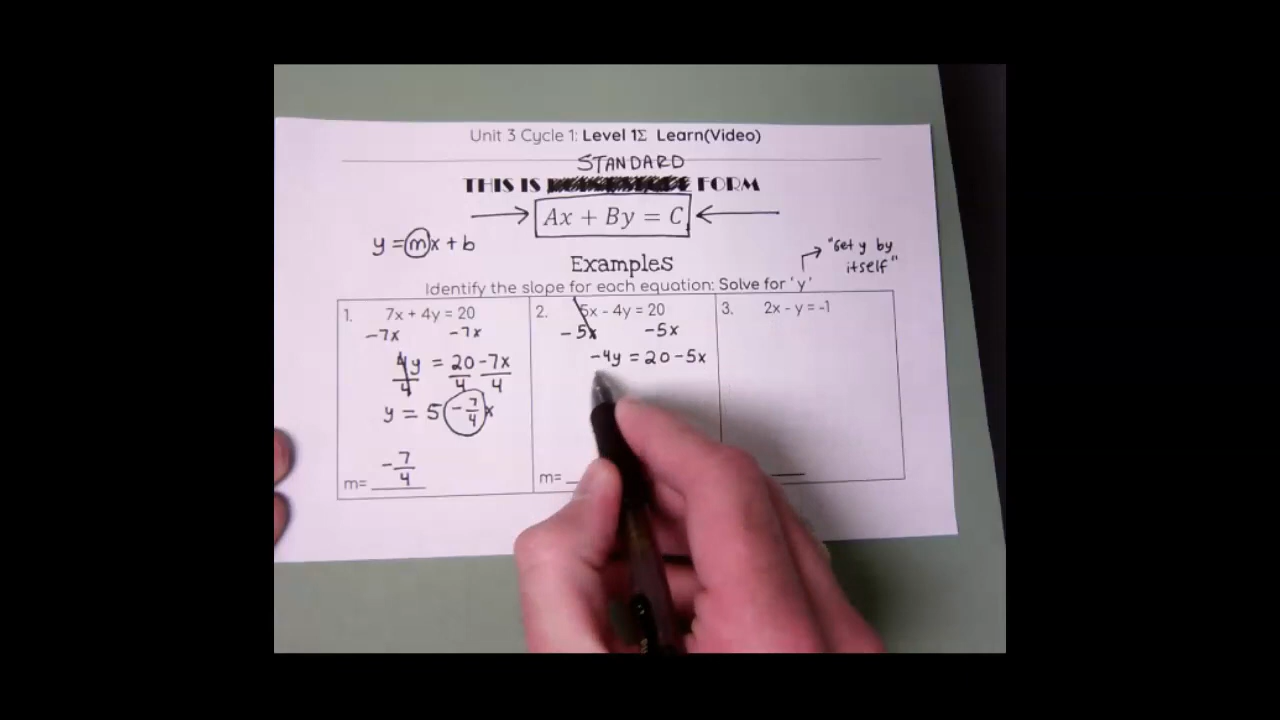 Unit 3 Cycle 1: Level 1Σ Learn(Video)
STANDARD
THIS IS FORM
Ax + By = C
y = mx + b
"Get y by
itself"
Examples
Identify the slope for each equation: Solve for 'y'
1. 7x + 4y = 20
-7x -7x
4y = 20 - 7x
4 4 4
y = 5 - 7/4 x
m= -7/4
2. 5x - 4y = 20
-5x -5x
-4y = 20 - 5x
m=
3. 2x - y = -1